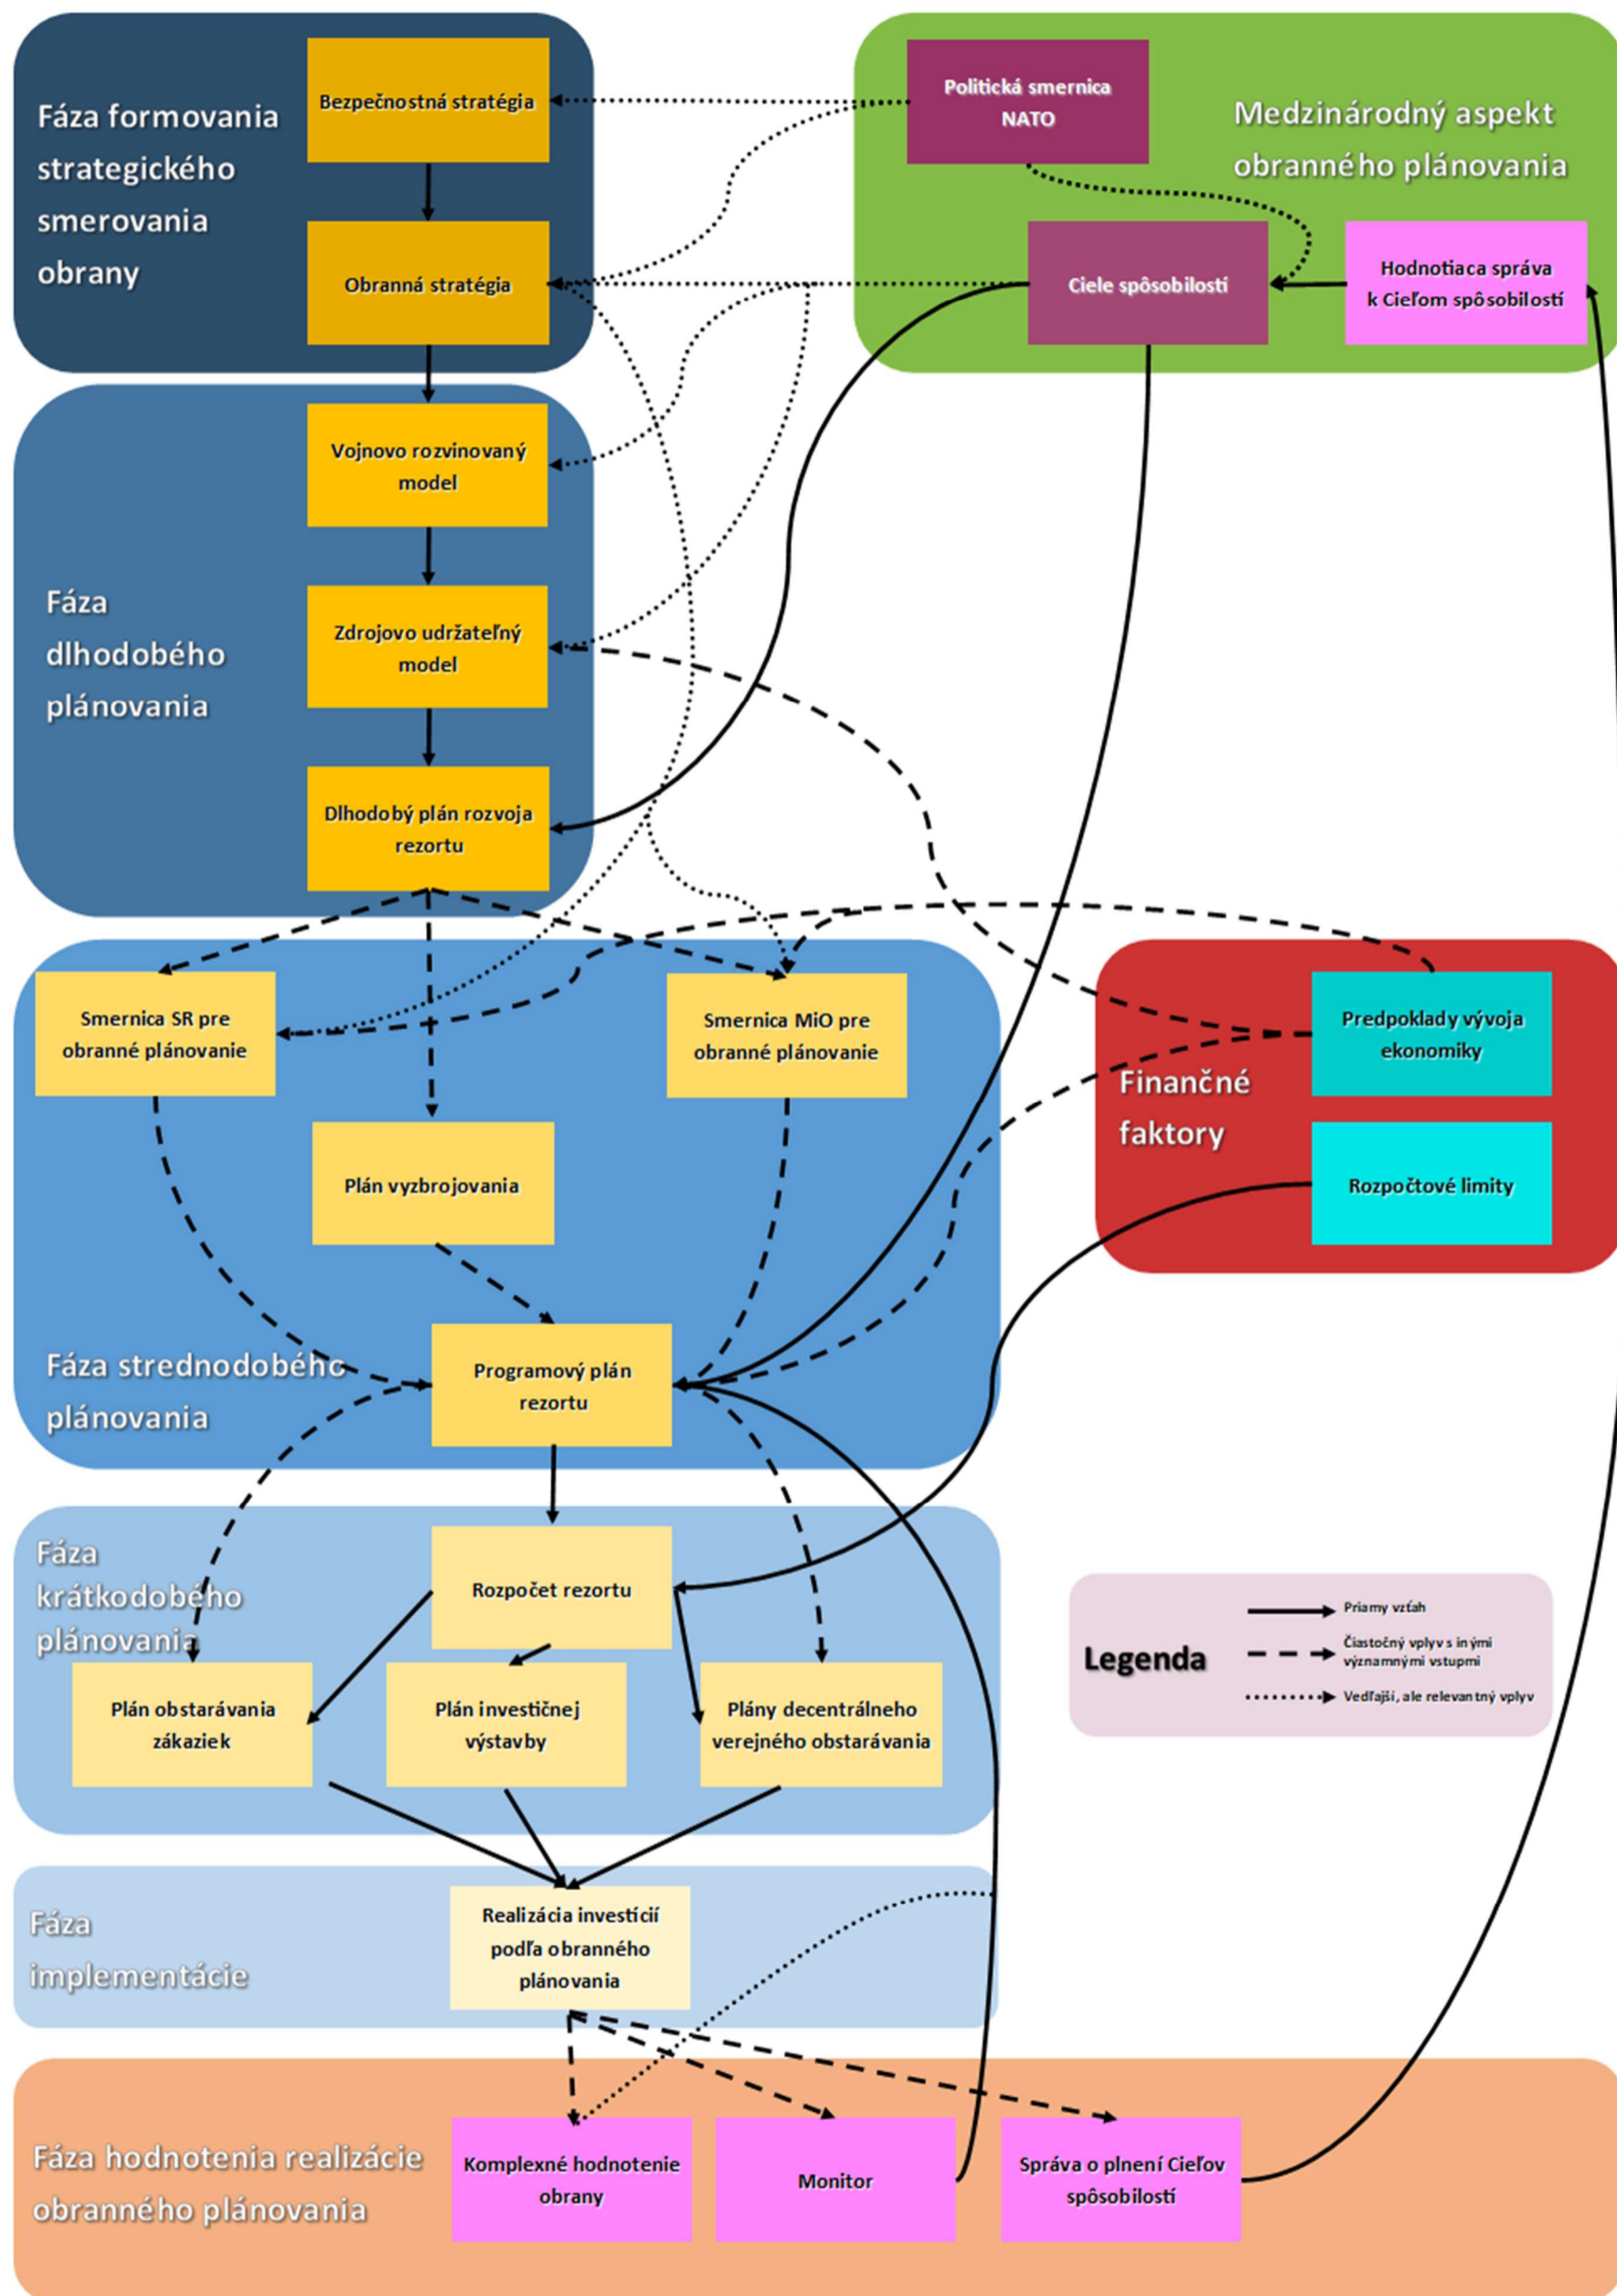 Fáza formovania
strategického
smerovania
obrany
Bezpečnostná stratégia
Obranná stratégia
Politická smernica
NATO
Medzinárodný aspekt
obranného plánovania
Ciele spôsobilostí
Hodnotiaca správa
k Cieľom spôsobilostí
Fáza
dlhodobého
plánovania
Vojnovo rozvinovaný
model
Zdrojovo udržateľný
model
Dlhodobý plán rozvoja
rezortu
Smernica SR pre
obranné plánovanie
Smernica MiO pre
obranné plánovanie
Plán vyzbrojovania
Fáza strednodobého
plánovania
Programový plán
rezortu
Finančné
faktory
Predpoklady vývoja
ekonomiky
Rozpočtové limity
Fáza
krátkodobého
plánovania
Rozpočet rezortu
Plán obstarávania
zákaziek
Plán investičnej
výstavby
Plány decentrálneho
verejného obstarávania
Legenda
Priamy vzťah
Čiastočný vplyv s inými
významnými vstupmi
Vedľajší, ale relevantný vplyv
Fáza
implementácie
Realizácia investícií
podľa obranného
plánovania
Fáza hodnotenia realizácie
obranného plánovania
Komplexné hodnotenie
obrany
Monitor
Správa o plnení Cieľov
spôsobilostí